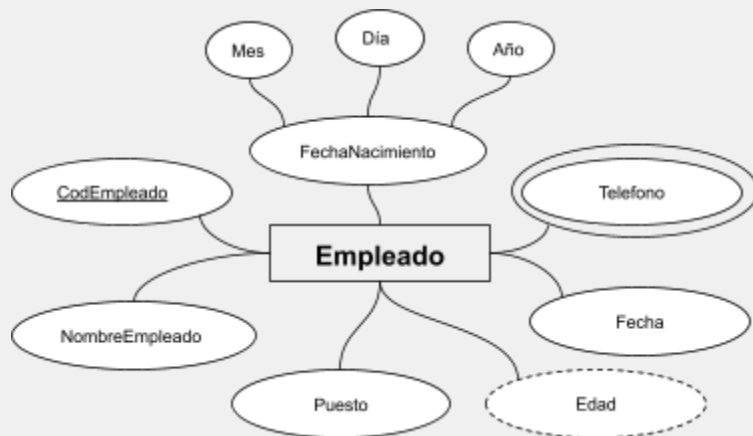 Mes
Día
Año
FechaNacimiento
CodEmpleado
Telefono
Empleado
NombreEmpleado
Fecha
Puesto
Edad